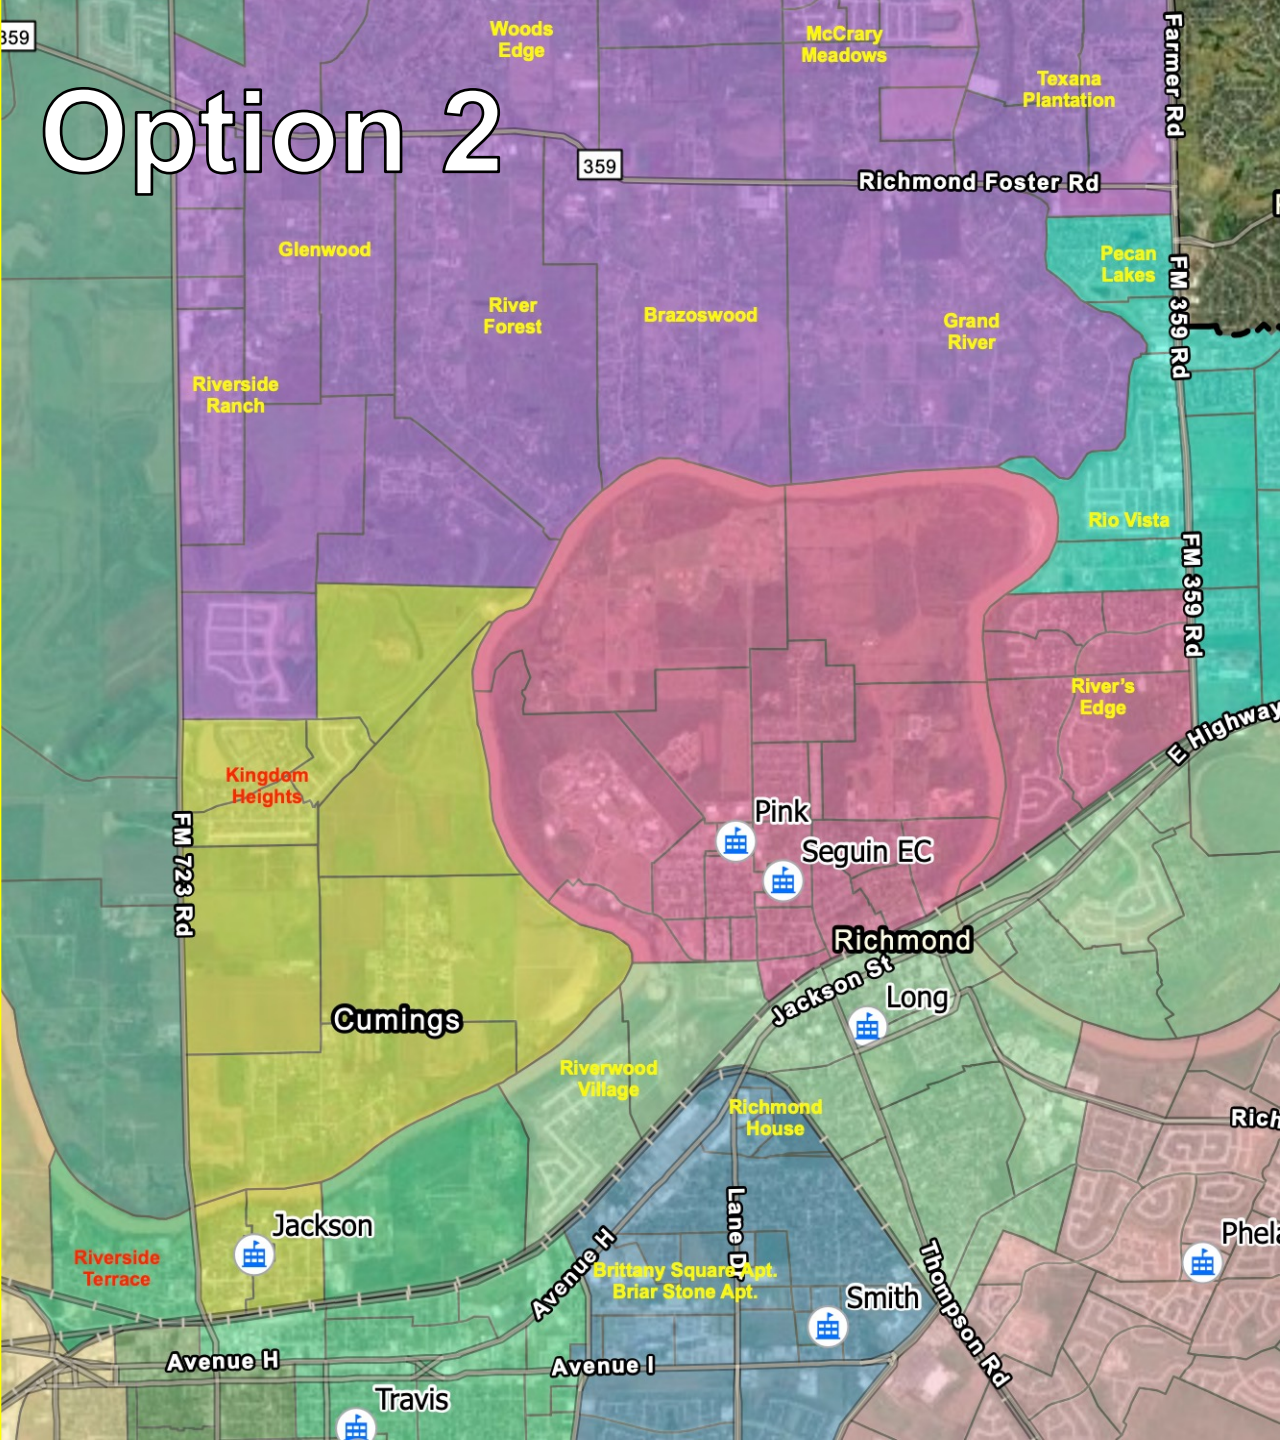 359
Woods
Edge
McCrary
Meadows
Farmer Rd
Texana
Plantation
Option 2
359
Richmond Foster Rd
Glenwood
Pecan
Lakes
FM 359 Rd
River
Forest
Brazoswood
Grand
River
Riverside
Ranch
Rio Vista
FM 359 Rd
River's
Edge
E Highway
Kingdom
Heights
FM 723 Rd
Pink
Seguin EC
Richmond
Jackson St
Long
Cumings
Riverwood
Village
Richmond
House
Rich
Jackson
Lane Dr
Riverside
Terrace
Avenue H
Brittany Square Apt.
Briar Stone Apt.
Thompson Rd
Phela
Smith
Avenue H
Avenue I
Travis